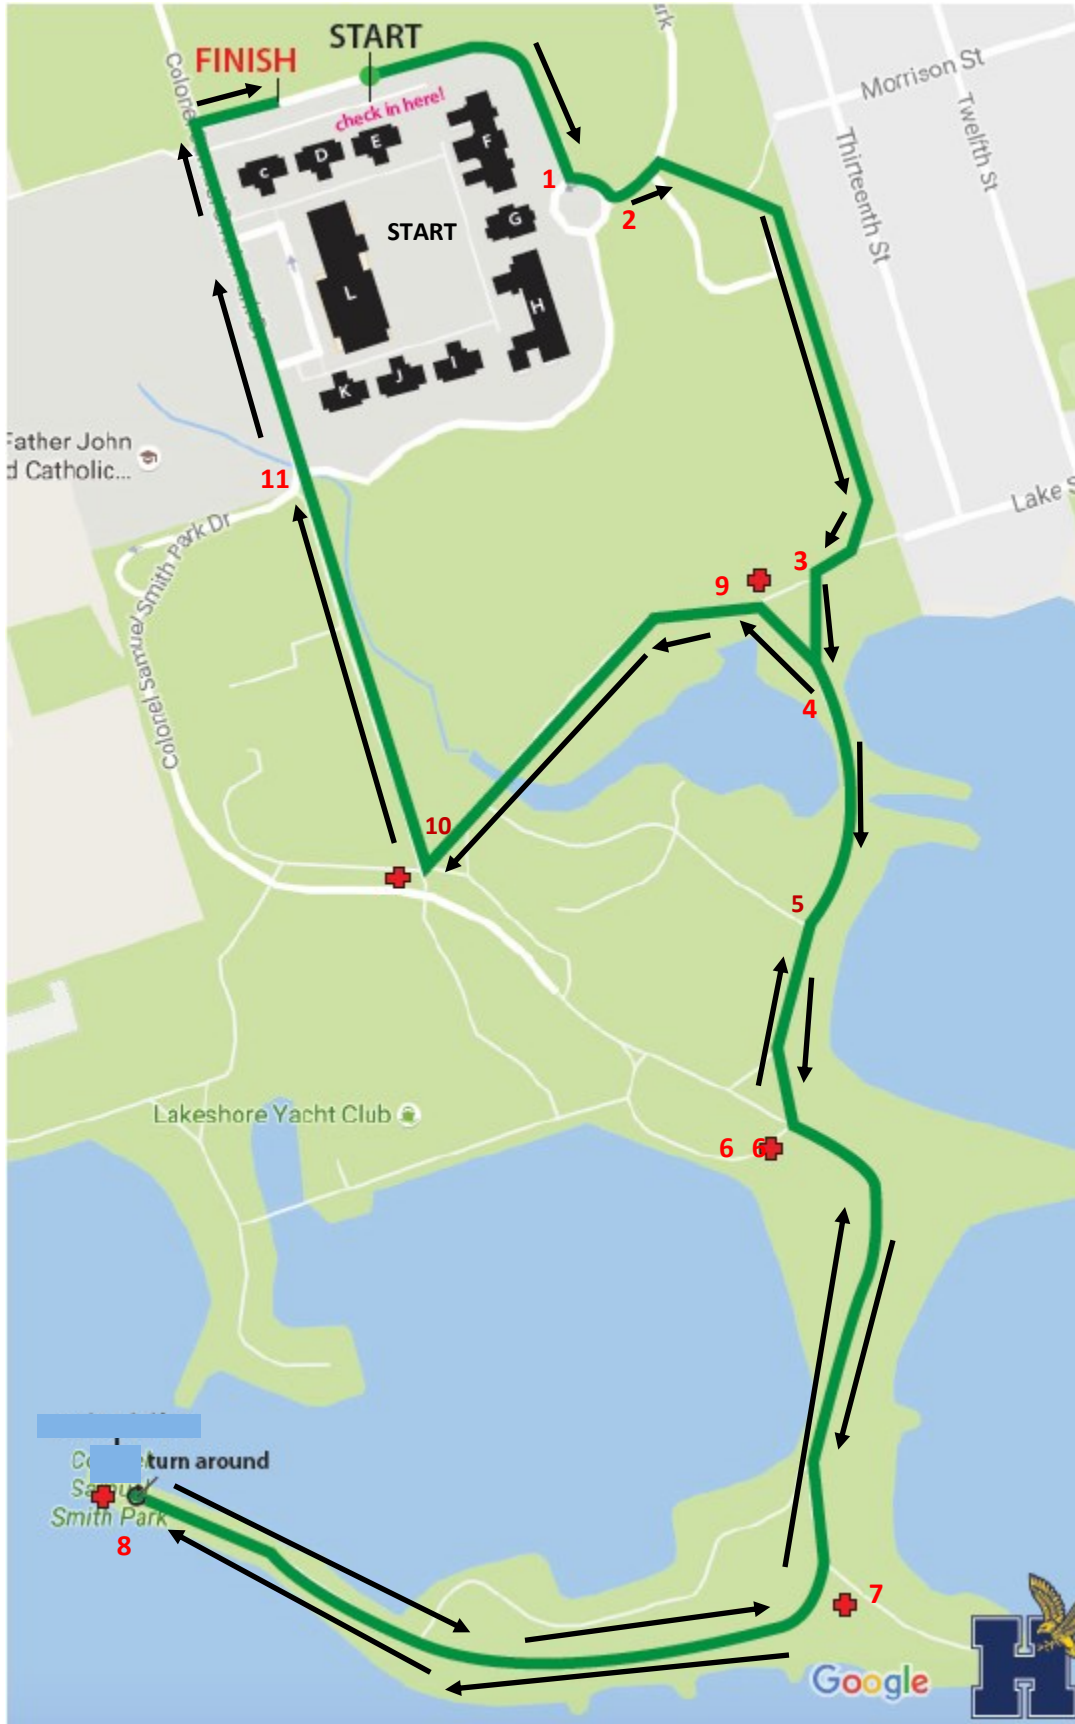 START
FINISH
check in here!
Morrison St
Twelfth St
Thirteenth St
F
E
D
C
1
2
G
START
L
H
I
J
K
Father John
d Catholic...
11
Lake S
Colonel Samuel Smith Park Dr
3
9
4
10
5
Lakeshore Yacht Club
6 6
turn around
Smith Park
8
7
Google
H